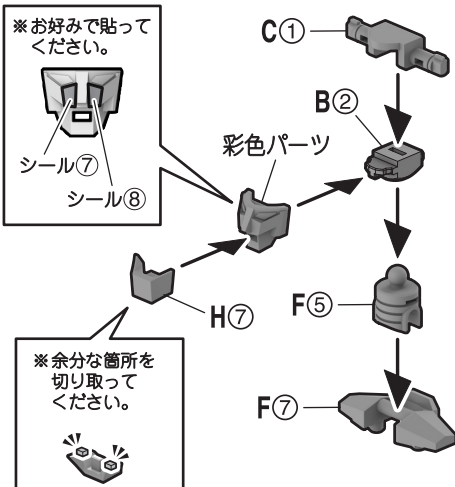 ※お好みで貼って
ください。
シール⑦
シール⑧
C①
B②
彩色パーツ
H⑦
F⑤
F⑦
※余分な箇所を
切り取って
ください。